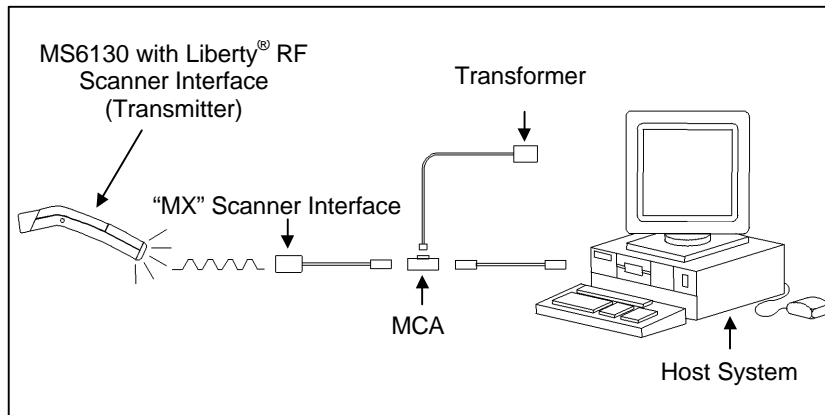 MS6130 with Liberty® RF
Scanner Interface
(Transmitter)
Transformer
“MX” Scanner Interface
MCA
Host System